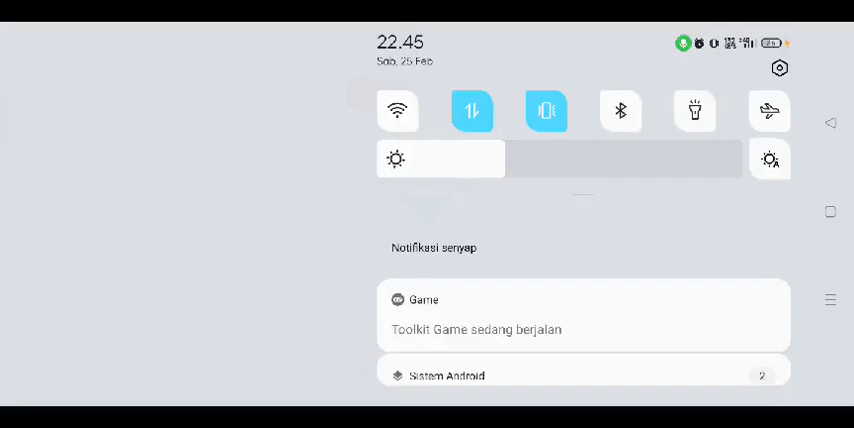 22.45
Sab, 25 Feb
Notifikasi senyap
Game
Toolkit Game sedang berjalan
Sistem Android
2